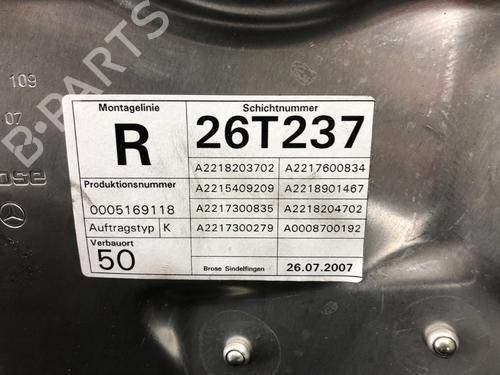 B-PARTS
109
07
ose
Montagelinie
R
Schichtnummer
26T237
A2218203702 A2217600834
Produktionsnummer
A2215409209 A2218901467
0005169118
A2217300835 A2218204702
Auftragstyp K
A2217300279 A0008700192
Verbauort
50
Brose Sindelfingen
26.07.2007